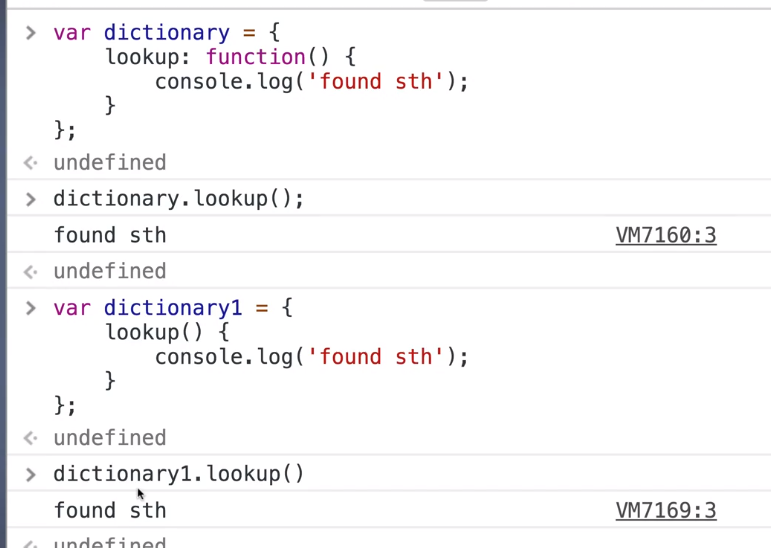 > var dictionary = {
    lookup: function() {
        console.log('found sth');
    }
};
undefined
> dictionary.lookup();
found sth VM7160:3
undefined
> var dictionary1 = {
    lookup() {
        console.log('found sth');
    }
};
undefined
> dictionary1.lookup()
found sth VM7169:3
undefined